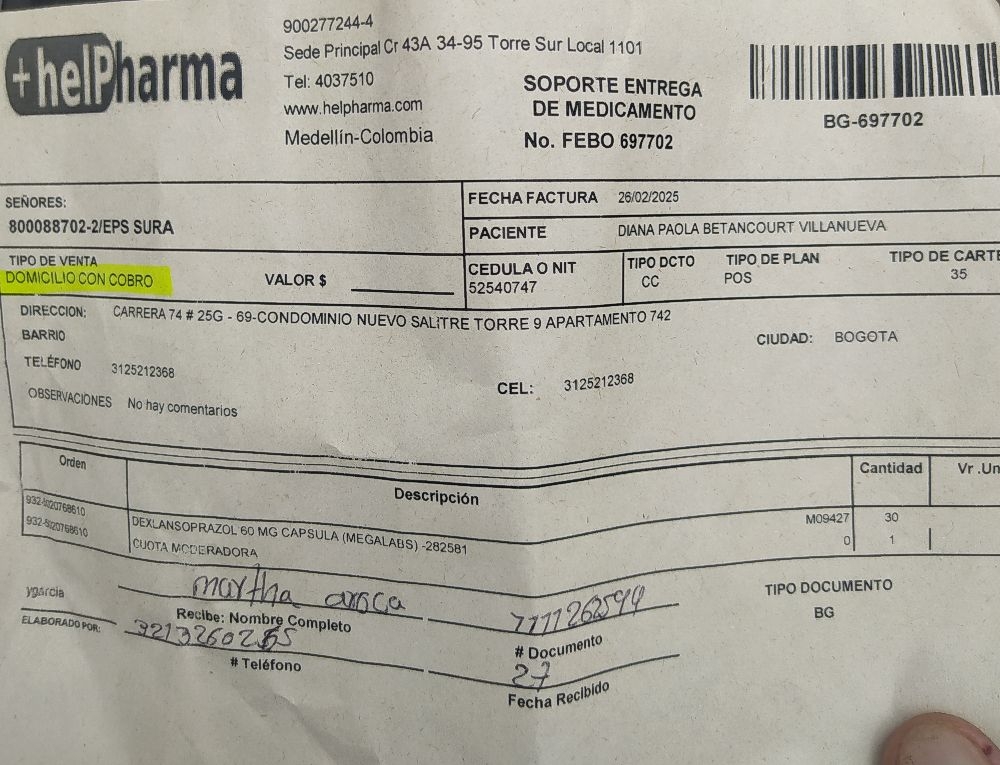 +helPharma
900277244-4
Sede Principal Cr 43A 34-95 Torre Sur Local 1101
Tel: 4037510
www.helpharma.com
Medellín-Colombia
SOPORTE ENTREGA
DE MEDICAMENTO
No. FEBO 697702
BG-697702
SEÑORES:
800088702-2/EPS SURA
FECHA FACTURA 26/02/2025
PACIENTE DIANA PAOLA BETANCOURT VILLANUEVA
TIPO DE VENTA
DOMICILIO CON COBRO
VALOR $
CEDULA O NIT
52540747
TIPO DCTO
CC
TIPO DE PLAN
POS
TIPO DE CARTE
35
DIRECCION: CARRERA 74 # 25G - 69-CONDOMINIO NUEVO SALITRE TORRE 9 APARTAMENTO 742
BARRIO
CIUDAD: BOGOTA
TELÉFONO 3125212368
CEL: 3125212368
OBSERVACIONES No hay comentarios
Orden Descripción Cantidad Vr .Un
DEXLANSOPRAZOL 60 MG CAPSULA (MEGALABS) -282581 M09427 30
CUOTA MODERADORA 0 1
ygarcia
ELABORADO POR:
martha
Recibe: Nombre Completo
# Teléfono
# Documento
27
Fecha Recibido
TIPO DOCUMENTO
BG